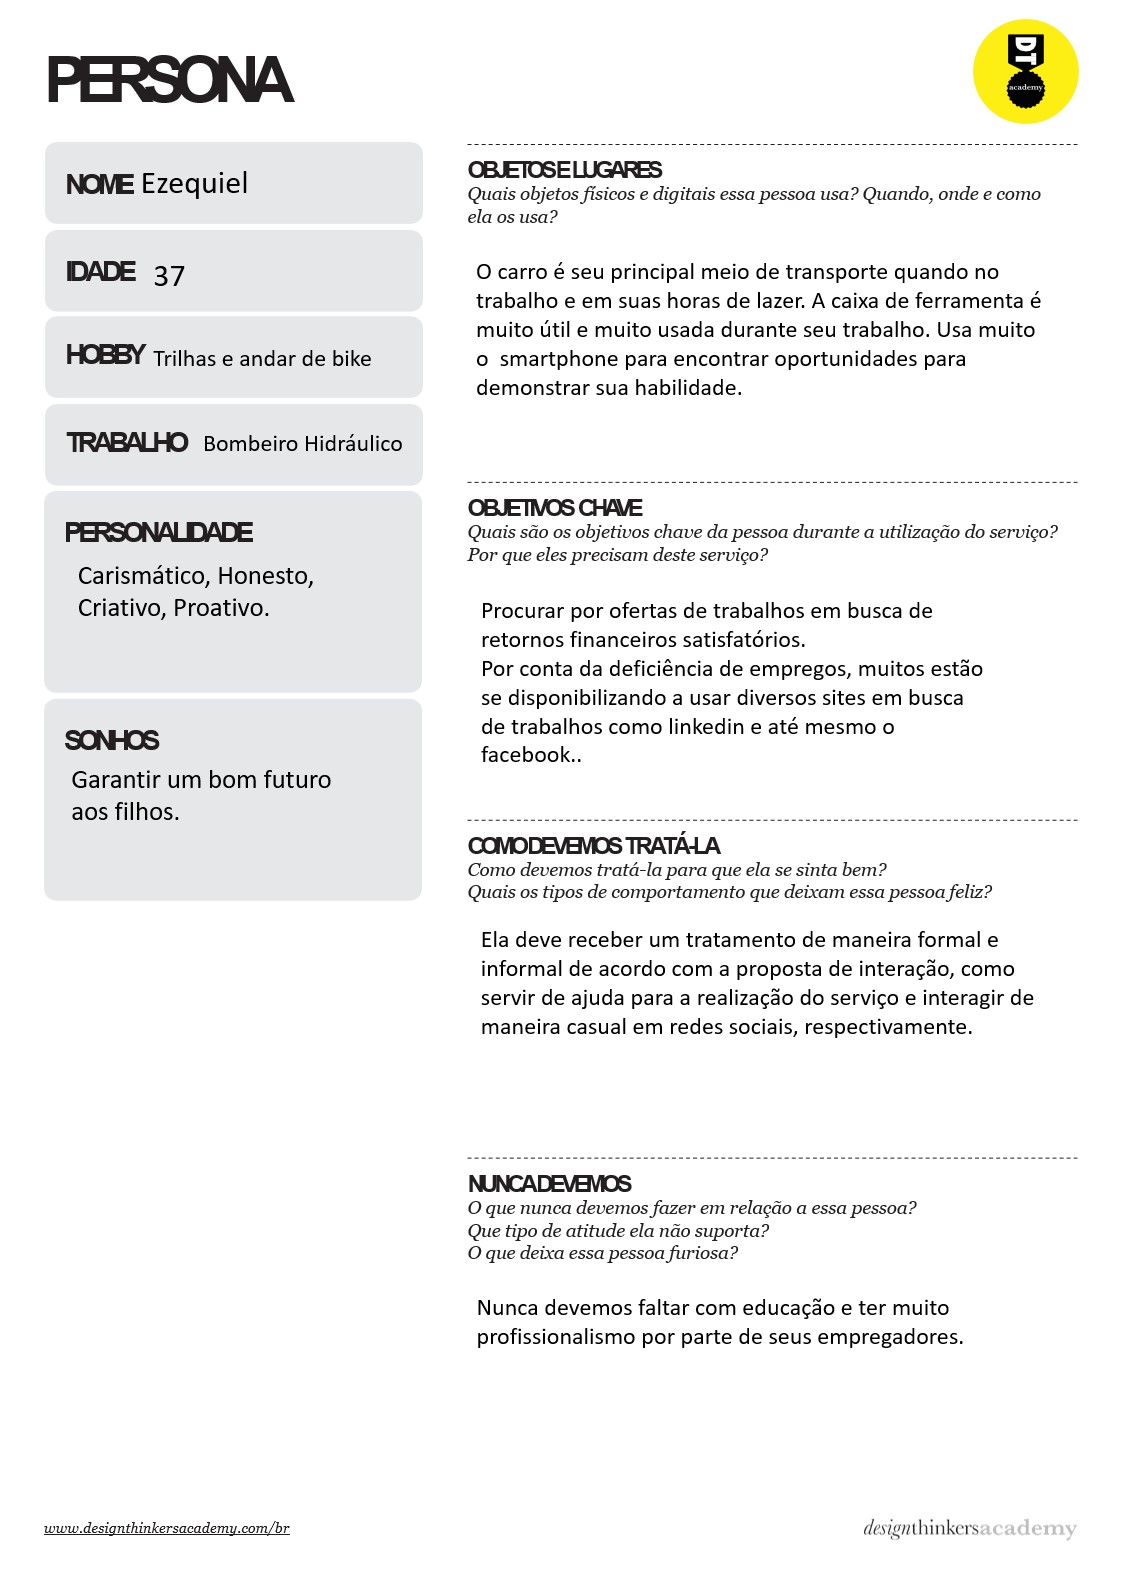 PERSONA
DT
academy
NOME Ezequiel
IDADE 37
HOBBY Trilhas e andar de bike
TRABALHO Bombeiro Hidráulico
PERSONALIDADE
Carismático, Honesto,
Criativo, Proativo.
SONHOS
Garantir um bom futuro
aos filhos.
OBJETOS E LUGARES
Quais objetos físicos e digitais essa pessoa usa? Quando, onde e como
ela os usa?
O carro é seu principal meio de transporte quando no
trabalho e em suas horas de lazer. A caixa de ferramenta é
muito útil e muito usada durante seu trabalho. Usa muito
o  smartphone para encontrar oportunidades para
demonstrar sua habilidade.
OBJETIVOS CHAVE
Quais são os objetivos chave da pessoa durante a utilização do serviço?
Por que eles precisam deste serviço?
Procurar por ofertas de trabalhos em busca de
retornos financeiros satisfatórios.
Por conta da deficiência de empregos, muitos estão
se disponibilizando a usar diversos sites em busca
de trabalhos como linkedin e até mesmo o
facebook..
COMO DEVEMOS TRATÁ-LA
Como devemos tratá-la para que ela se sinta bem?
Quais os tipos de comportamento que deixam essa pessoa feliz?
Ela deve receber um tratamento de maneira formal e
informal de acordo com a proposta de interação, como
servir de ajuda para a realização do serviço e interagir de
maneira casual em redes sociais, respectivamente.
NUNCA DEVEMOS
O que nunca devemos fazer em relação a essa pessoa?
Que tipo de atitude ela não suporta?
O que deixa essa pessoa furiosa?
Nunca devemos faltar com educação e ter muito
profissionalismo por parte de seus empregadores.
www.designthinkersacademy.com/br
designthinkersacademy